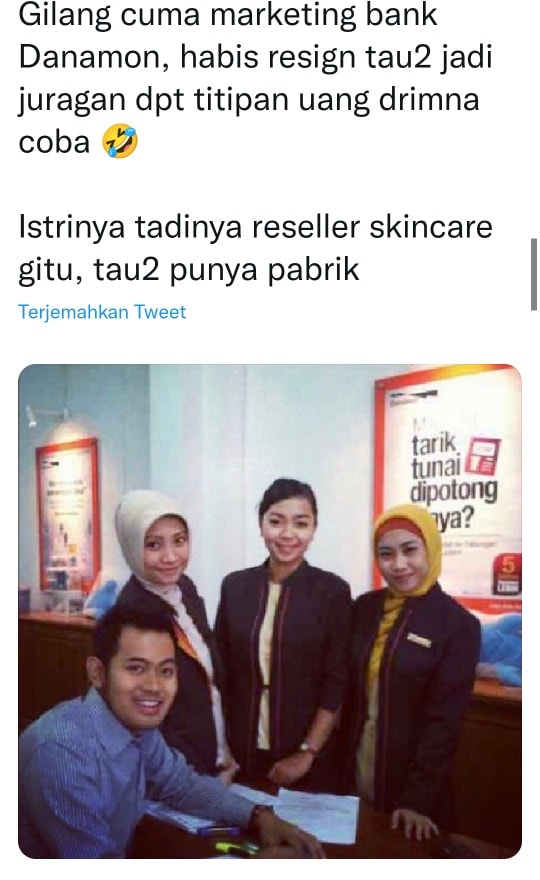 Gilang cuma marketing bank
Danamon, habis resign tau2 jadi
juragan dpt titipan uang drimna
coba 🤣
Istrinya tadinya reseller skincare
gitu, tau2 punya pabrik
Terjemahkan Tweet
tarik
tunai
dipotong
ya?
5